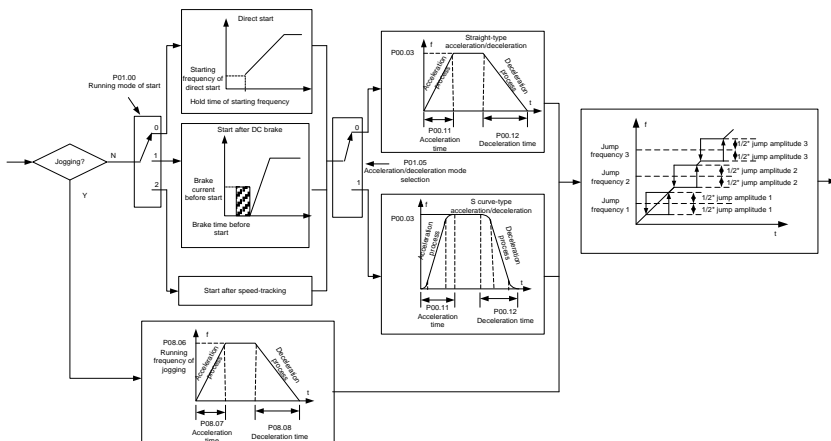 P01.00
Running mode of start
Jogging?
N
Y
0
1
2
Direct start
Starting
frequency of
direct start
Hold time of starting frequency
Start after DC brake
Brake
current before
start
Brake time before
start
Start after speed-tracking
0
1
P01.05
Acceleration/deceleration mode
selection
Straight-type
acceleration/deceleration
f
P00.03
Acceleration
process
Deceleration
process
t
P00.11
Acceleration
time
P00.12
Deceleration time
S curve-type
acceleration/deceleration
f
P00.03
Acceleration
process
Deceleration
process
t
P00.11
Acceleration
time
P00.12
Deceleration time
P08.06
Running
frequency of
jogging
f
Acceleration
process
Deceleration
process
t
P08.07
Acceleration
time
P08.08
Deceleration time
f
Jump
frequency 3
1/2* jump amplitude 3
1/2* jump amplitude 3
Jump
frequency 2
1/2* jump amplitude 2
1/2* jump amplitude 2
Jump
frequency 1
1/2* jump amplitude 1
1/2* jump amplitude 1
t